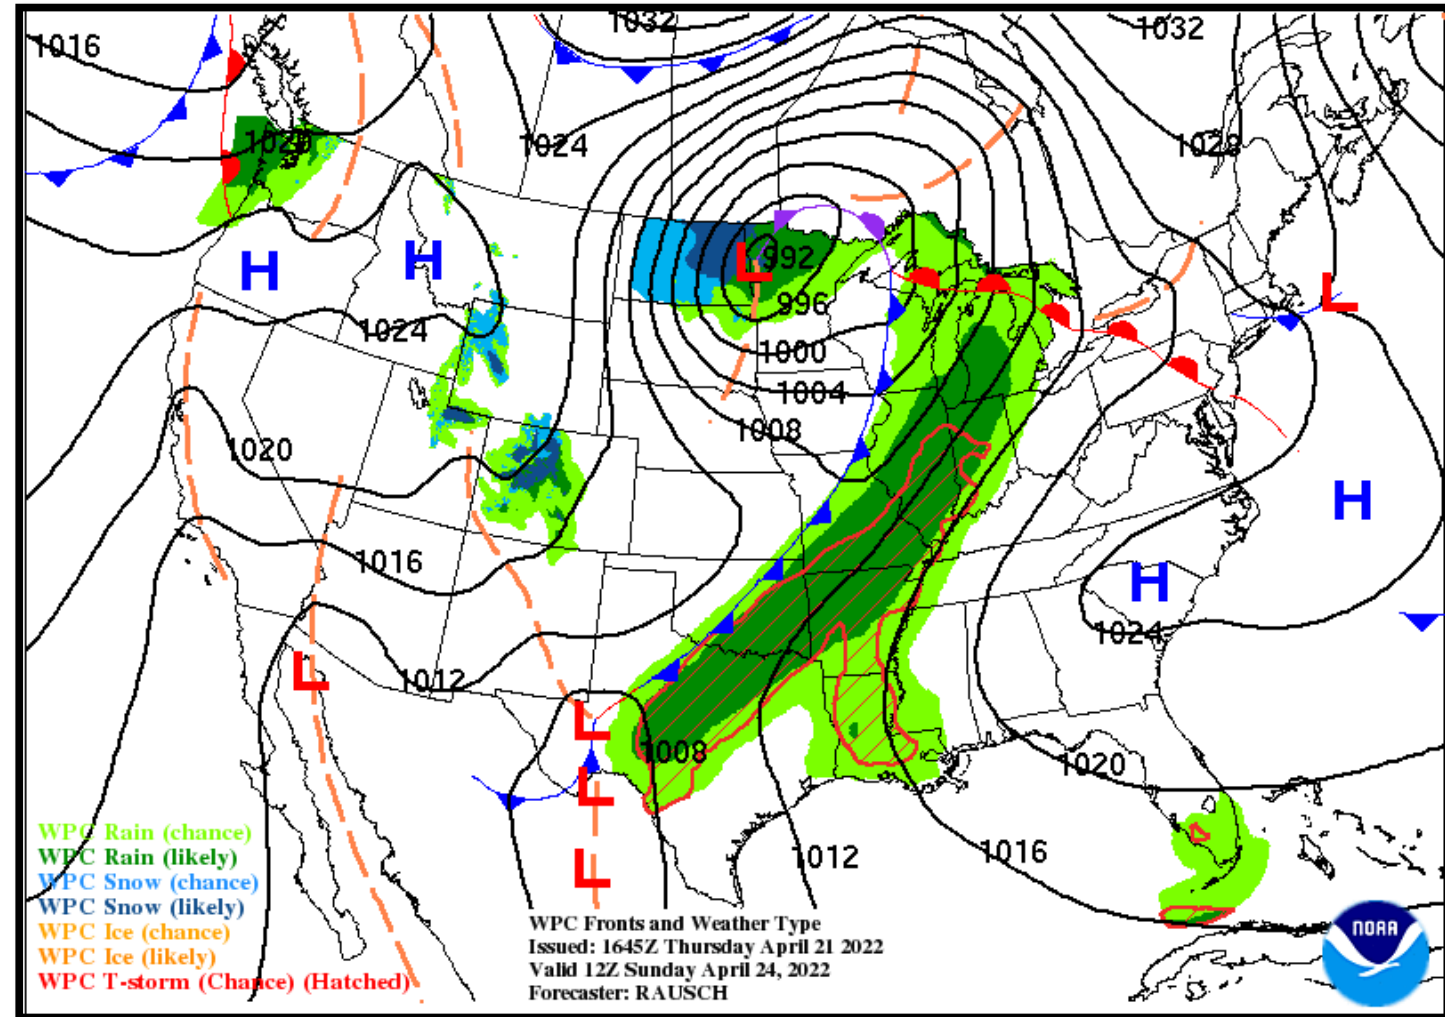 1032
1032
1016
1020
1024
1028
H
H
992
L
L
996
1024
1000
1004
1008
1020
H
1016
H
1024
1012
L
L
1008
1020
L
1012
1016
L
WPC Rain (chance)
WPC Rain (likely)
WPC Snow (chance)
WPC Snow (likely)
WPC Ice (chance)
WPC Ice (likely)
WPC T-storm (Chance) (Hatched)
WPC Fronts and Weather Type
Issued: 1645Z Thursday April 21 2022
Valid 12Z Sunday April 24, 2022
Forecaster: RAUSCH
NOAA